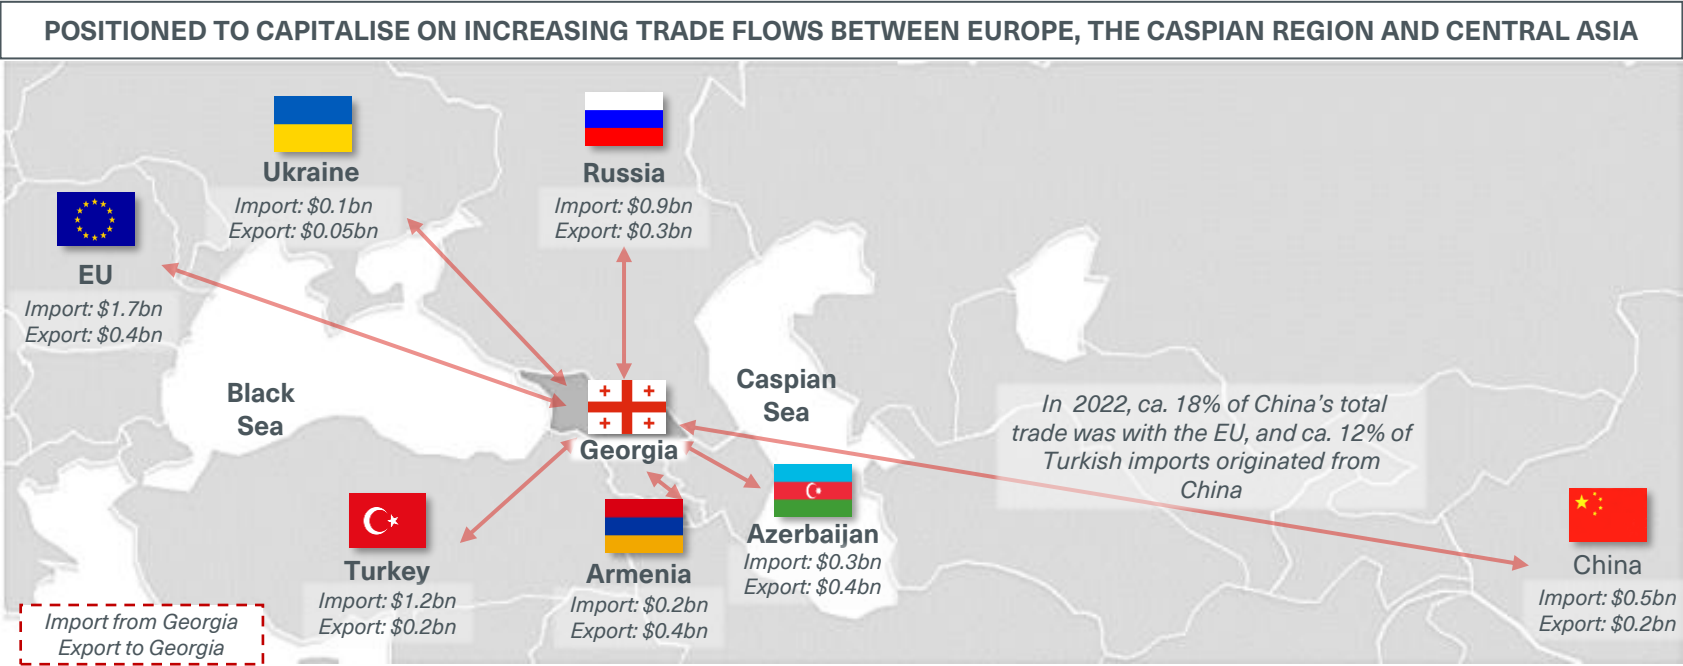 POSITIONED TO CAPITALISE ON INCREASING TRADE FLOWS BETWEEN EUROPE, THE CASPIAN REGION AND CENTRAL ASIA
Ukraine
Import: $0.1bn
Export: $0.05bn
Russia
Import: $0.9bn
Export: $0.3bn
EU
Import: $1.7bn
Export: $0.4bn
Black
Sea
Caspian
Sea
Georgia
In 2022, ca. 18% of China's total
trade was with the EU, and ca. 12% of
Turkish imports originated from
China
Turkey
Import: $1.2bn
Export: $0.2bn
Armenia
Import: $0.2bn
Export: $0.4bn
Azerbaijan
Import: $0.3bn
Export: $0.4bn
China
Import: $0.5bn
Export: $0.2bn
Import from Georgia
Export to Georgia